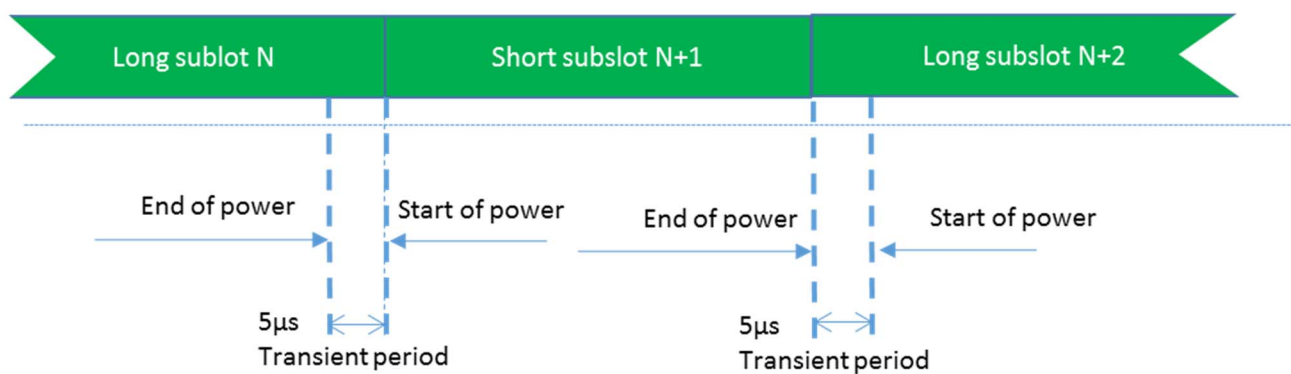 Long sublot N
Short subslot N+1
Long subslot N+2
End of power
Start of power
End of power
Start of power
5µs
Transient period
5µs
Transient period